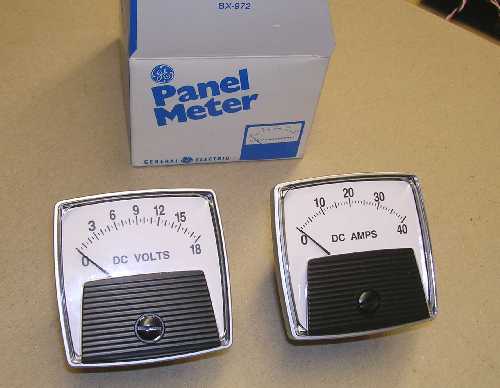 BX-972
GE
Panel
Meter
GENERAL ELECTRIC
0 3 6 9 12 15 18
DC VOLTS
0 10 20 30 40
DC AMPS